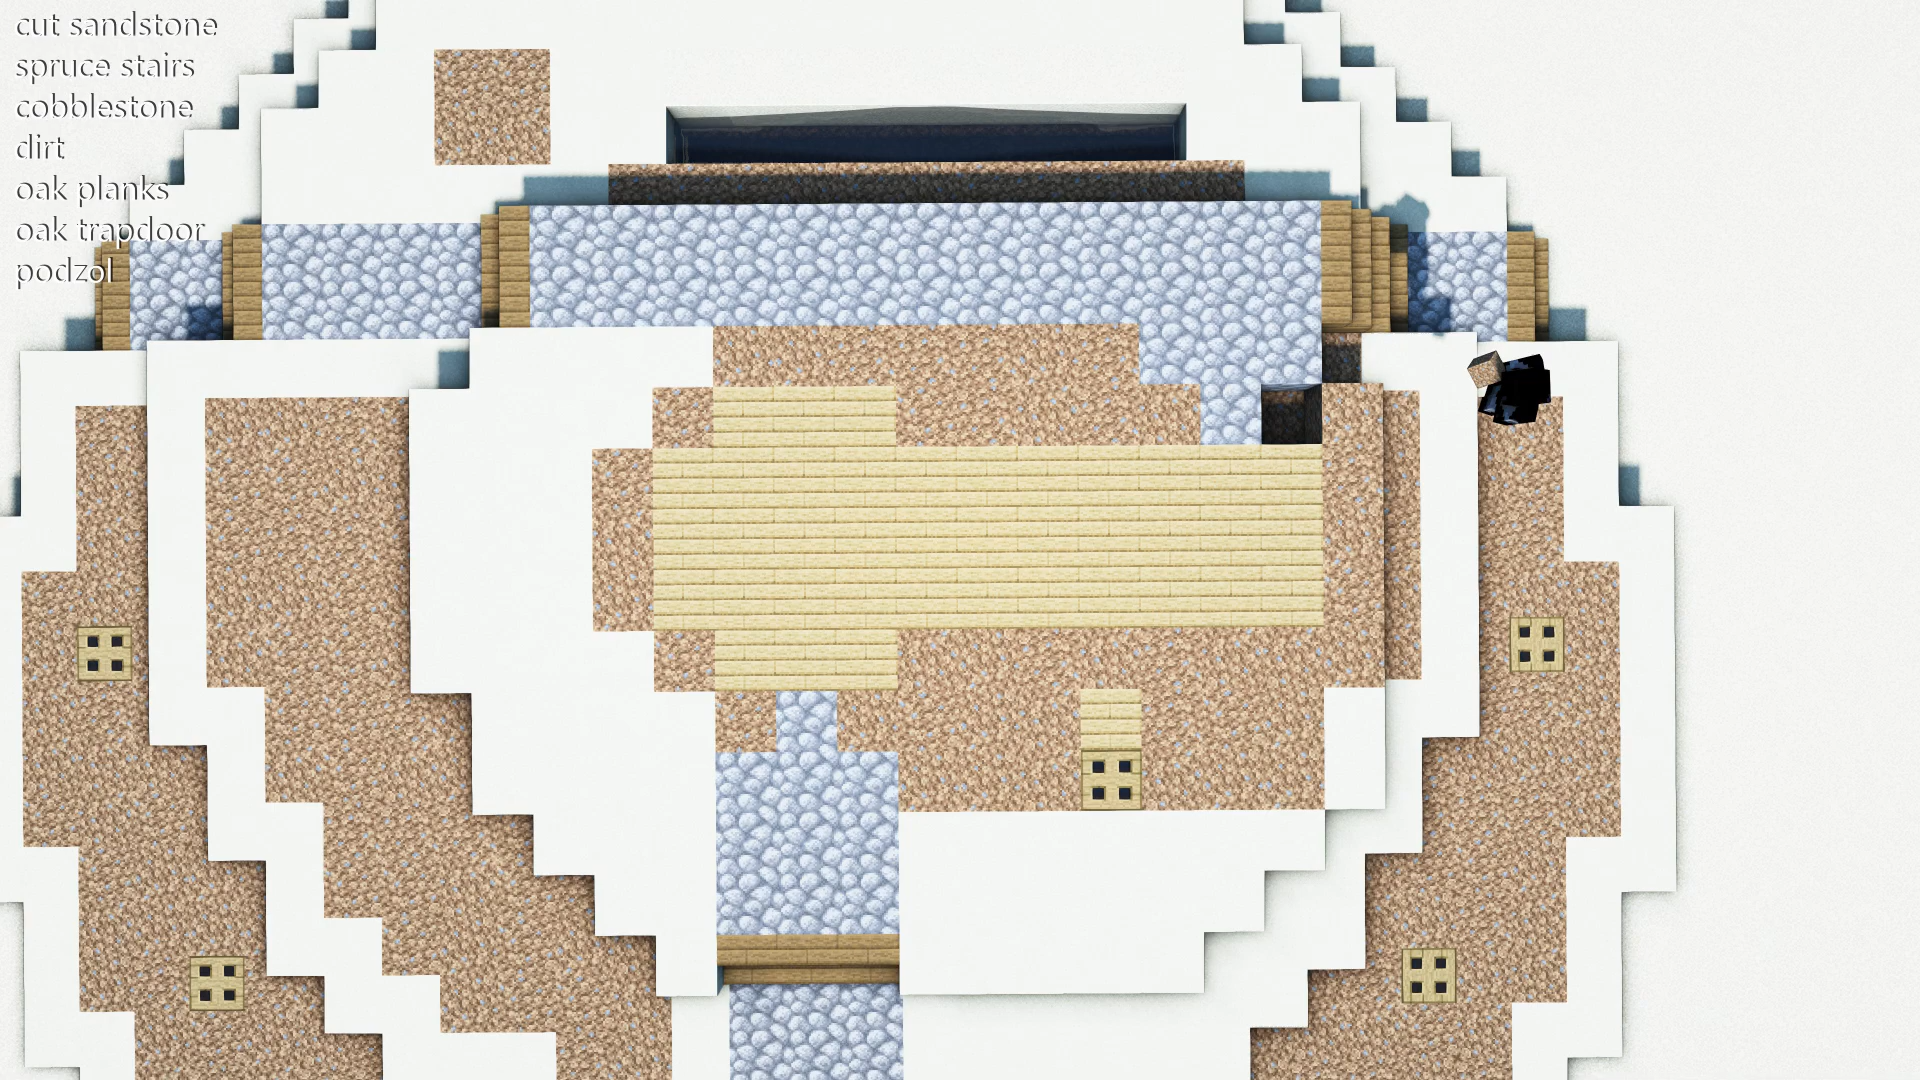 cut sandstone
spruce stairs
cobblestone
dirt
oak planks
oak trapdoor
podzol